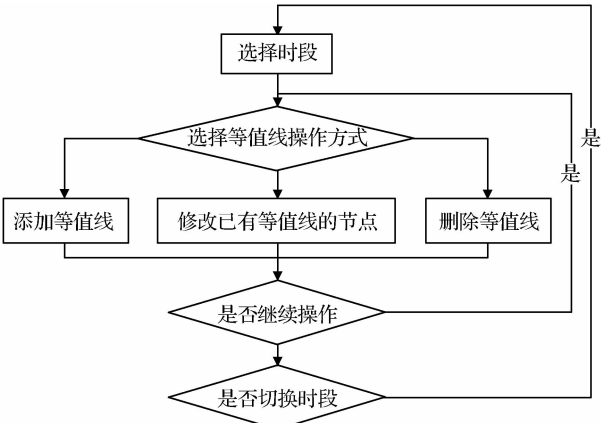 选择时段
选择等值线操作方式
是
是
添加等值线
修改已有等值线的节点
删除等值线
是否继续操作
是否切换时段